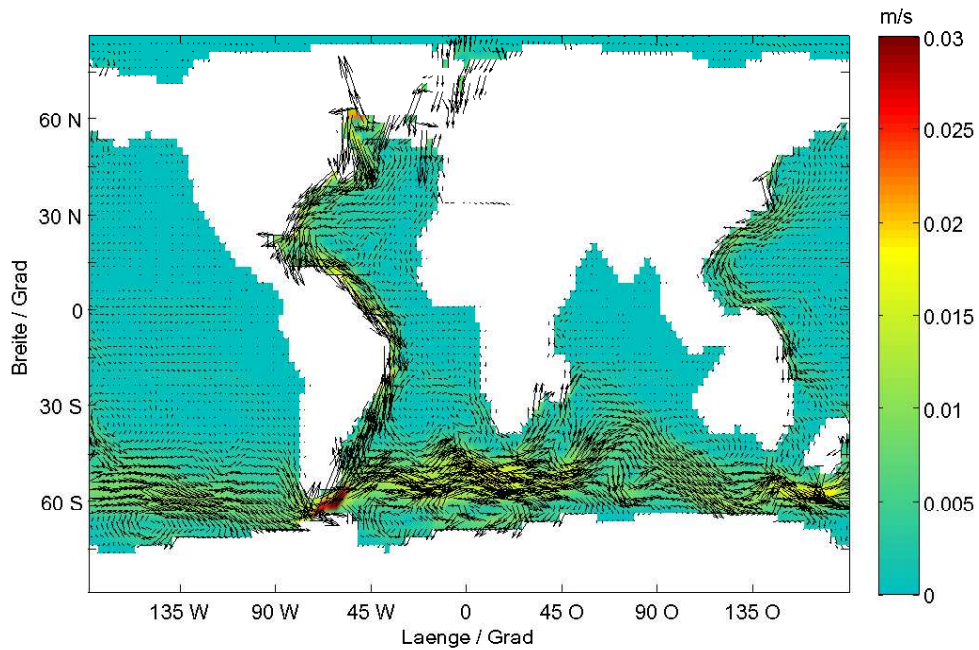 m/s
0.03
0.025
0.02
0.015
0.01
0.005
0
60 N
30 N
0
30 S
60 S
Breite / Grad
135 W
90 W
45 W
0
45 O
90 O
135 O
Laenge / Grad